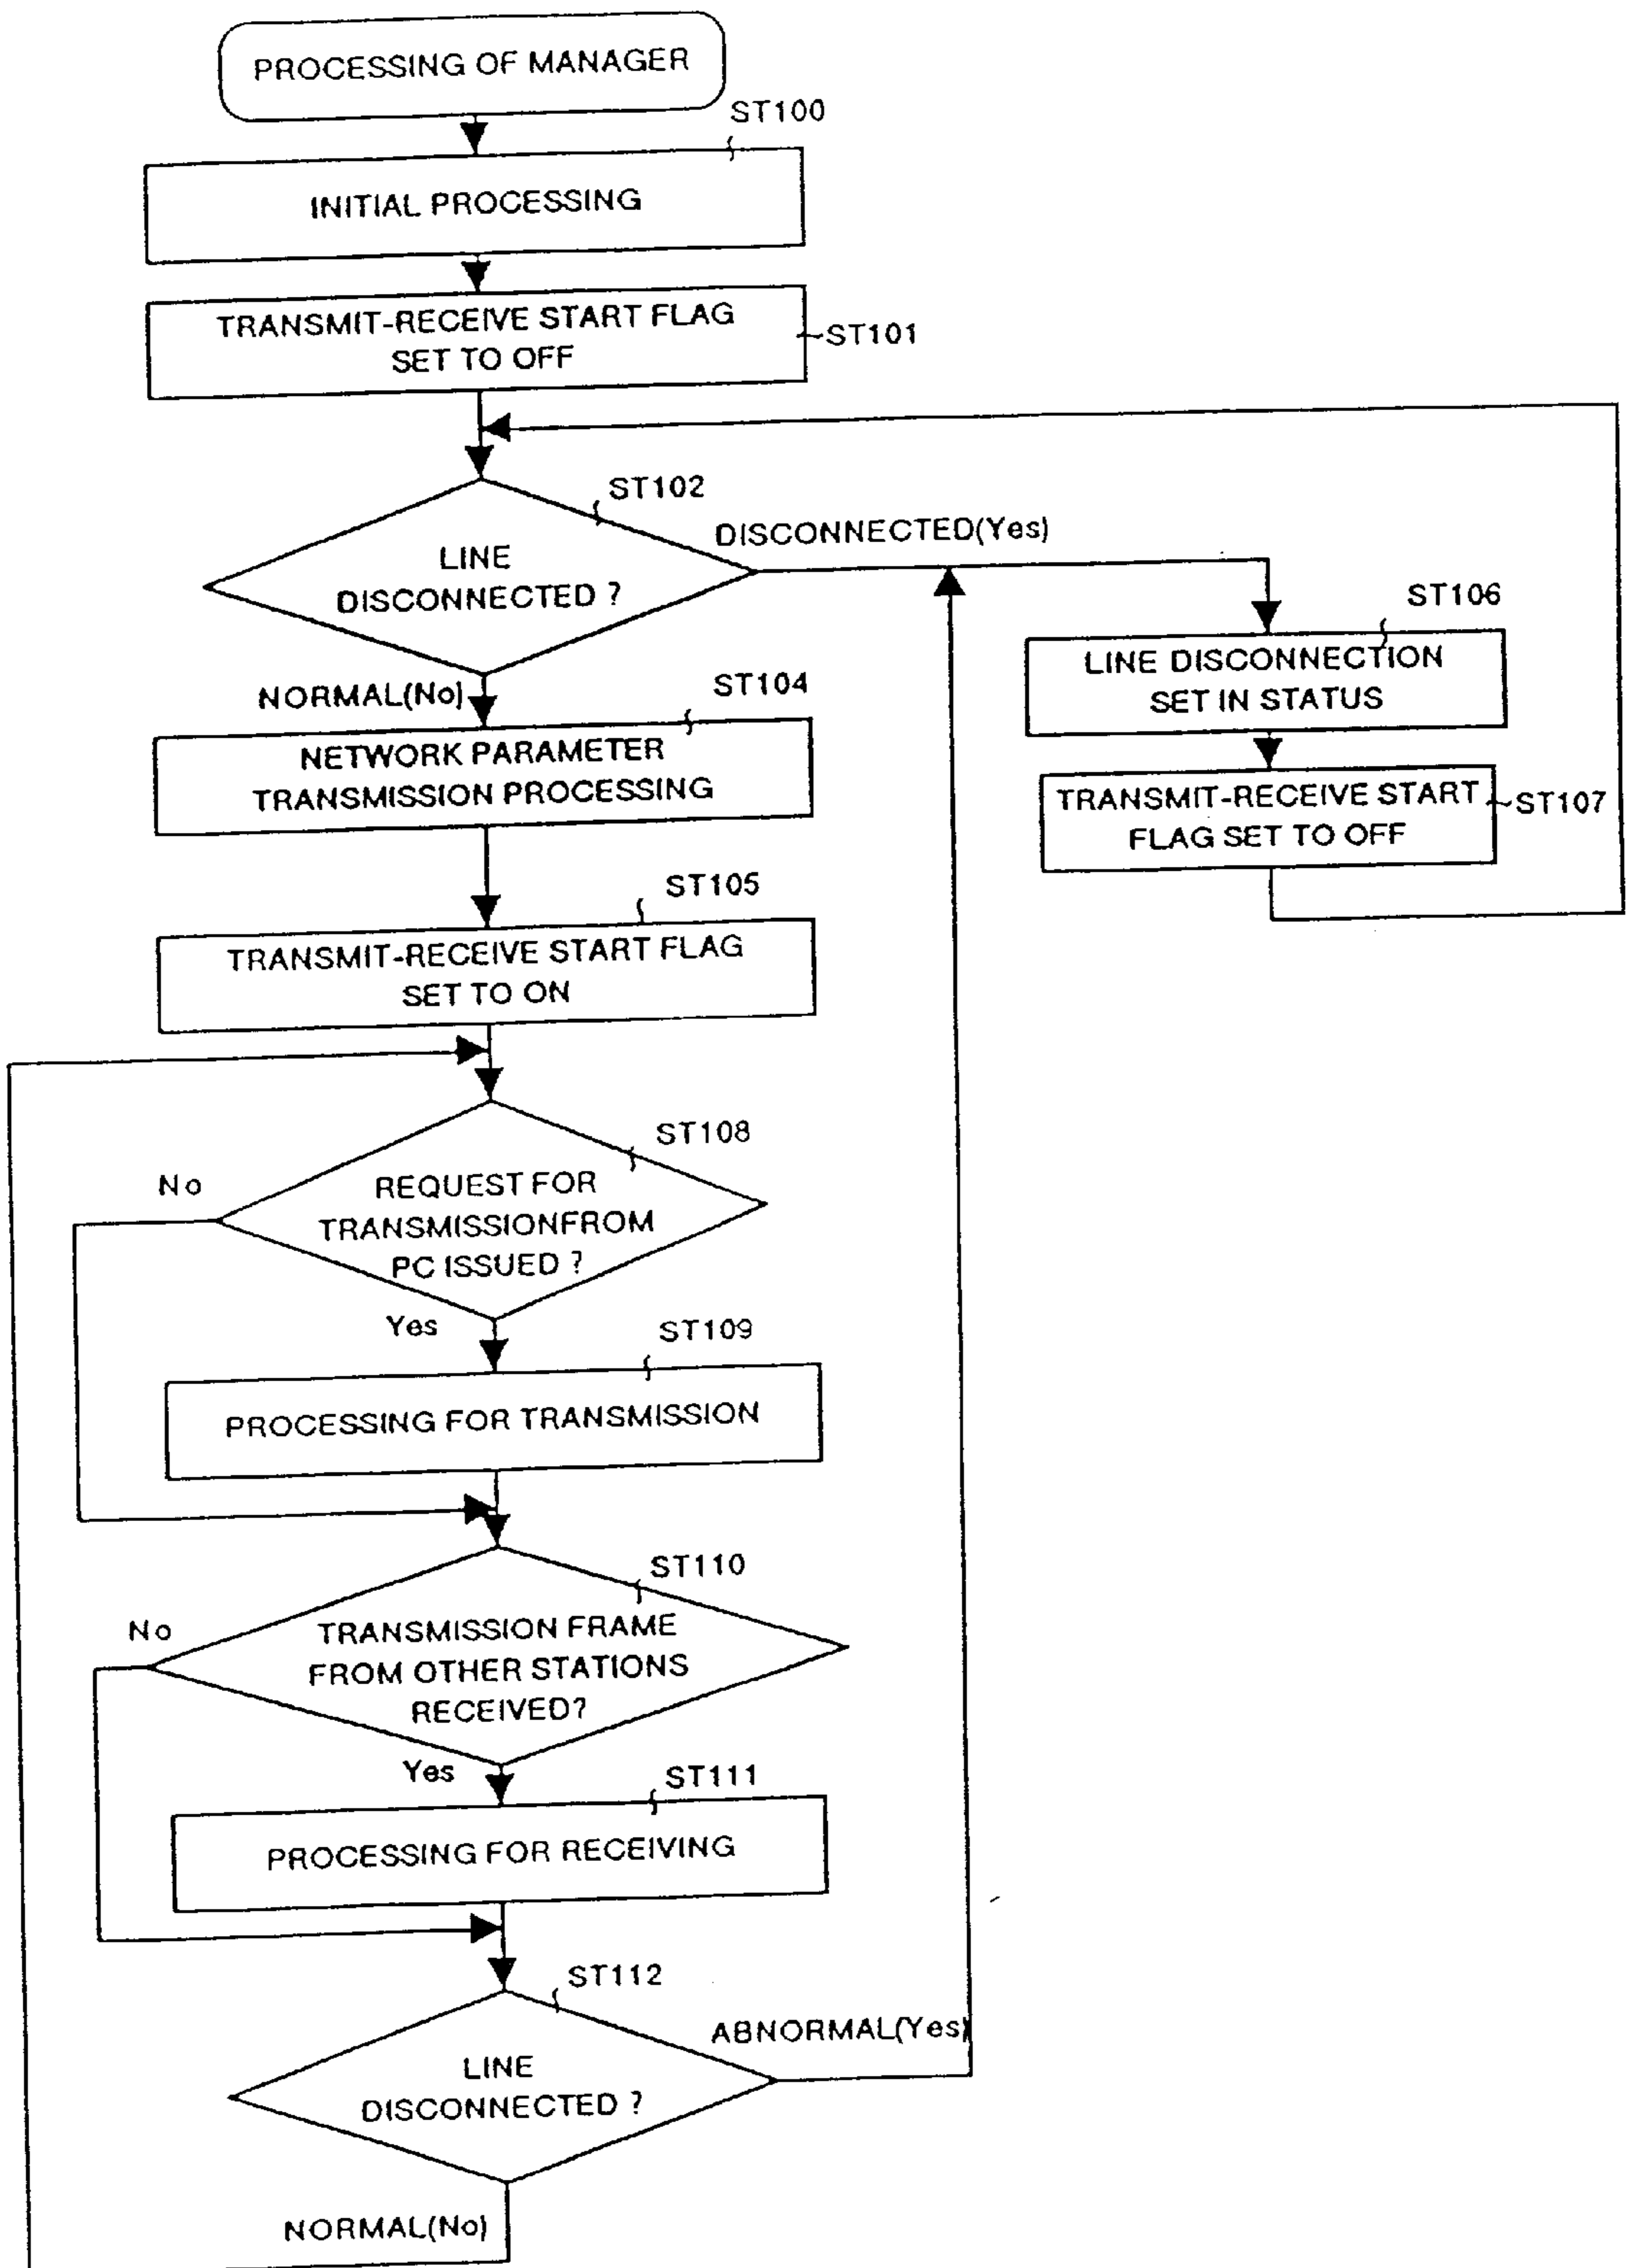 PROCESSING OF MANAGER
ST100
INITIAL PROCESSING
TRANSMIT-RECEIVE START FLAG
SET TO OFF
ST101
ST102
LINE
DISCONNECTED ?
DISCONNECTED(Yes)
ST106
LINE DISCONNECTION
SET IN STATUS
NORMAL(No)
ST104
NETWORK PARAMETER
TRANSMISSION PROCESSING
TRANSMIT-RECEIVE START
FLAG SET TO OFF
ST107
ST105
TRANSMIT-RECEIVE START FLAG
SET TO ON
ST108
No
REQUEST FOR
TRANSMISSIONFROM
PC ISSUED ?
Yes
ST109
PROCESSING FOR TRANSMISSION
ST110
No
TRANSMISSION FRAME
FROM OTHER STATIONS
RECEIVED?
Yes
ST111
PROCESSING FOR RECEIVING
ST112
ABNORMAL(Yes)
LINE
DISCONNECTED ?
NORMAL(No)